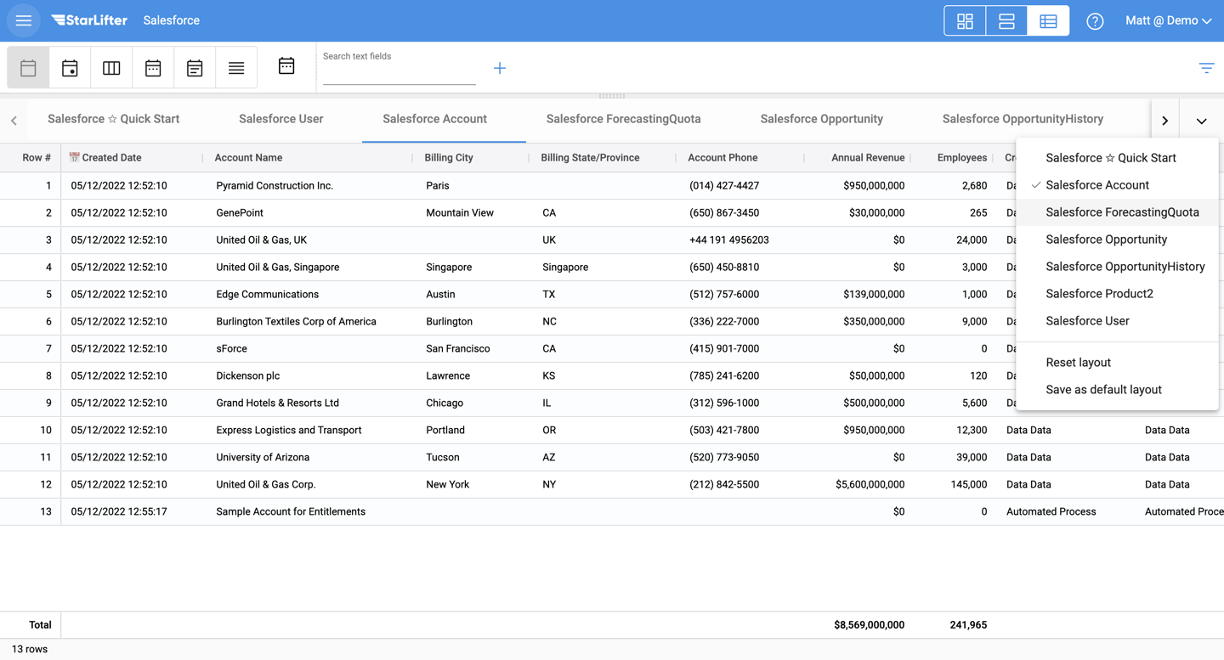 StarLifter Salesforce Matt @ Demo
Search text fields
Salesforce ☆ Quick Start Salesforce User Salesforce Account Salesforce ForecastingQuota Salesforce Opportunity Salesforce OpportunityHistory
Row # Created Date Account Name Billing City Billing State/Province Account Phone Annual Revenue Employees
1 05/12/2022 12:52:10 Pyramid Construction Inc. Paris (014) 427-4427 $950,000,000 2,680
2 05/12/2022 12:52:10 GenePoint Mountain View CA (650) 867-3450 $30,000,000 265
3 05/12/2022 12:52:10 United Oil & Gas, UK UK +44 191 4956203 $0 24,000
4 05/12/2022 12:52:10 United Oil & Gas, Singapore Singapore Singapore (650) 450-8810 $0 3,000
5 05/12/2022 12:52:10 Edge Communications Austin TX (512) 757-6000 $139,000,000 1,000
6 05/12/2022 12:52:10 Burlington Textiles Corp of America Burlington NC (336) 222-7000 $350,000,000 9,000
7 05/12/2022 12:52:10 sForce San Francisco CA (415) 901-7000 $0 0
8 05/12/2022 12:52:10 Dickenson plc Lawrence KS (785) 241-6200 $50,000,000 120
9 05/12/2022 12:52:10 Grand Hotels & Resorts Ltd Chicago IL (312) 596-1000 $500,000,000 5,600
10 05/12/2022 12:52:10 Express Logistics and Transport Portland OR (503) 421-7800 $950,000,000 12,300 Data Data Data Data
11 05/12/2022 12:52:10 University of Arizona Tucson AZ (520) 773-9050 $0 39,000 Data Data Data Data
12 05/12/2022 12:52:10 United Oil & Gas Corp. New York NY (212) 842-5500 $5,600,000,000 145,000 Data Data Data Data
13 05/12/2022 12:55:17 Sample Account for Entitlements $0 0 Automated Process Automated Proce
Salesforce ☆ Quick Start
Salesforce Account
Salesforce ForecastingQuota
Salesforce Opportunity
Salesforce OpportunityHistory
Salesforce Product2
Salesforce User
Reset layout
Save as default layout
Total $8,569,000,000 241,965
13 rows